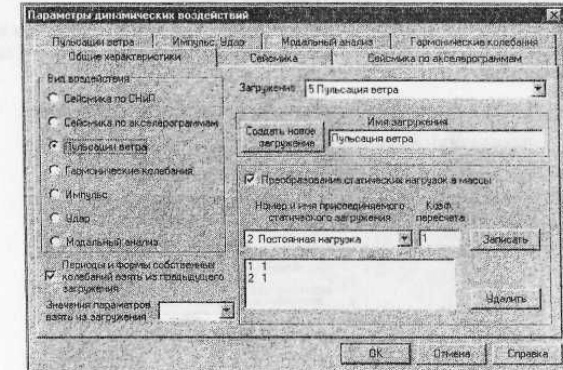 Параметры динамических воздействий
Пульсации ветра
Импульс, Удар
Модальный анализ
Гармонические колебания
Общие характеристики
Сейсмика
Сейсмика по акселерограммам
Вид воздействия
Сейсмика по СНиП
Сейсмика по акселерограммам
Пульсации ветра
Гармонические колебания
Импульс
Удар
Модальный анализ
Периоды и формы собственных
колебаний взять из предыдущего
загружения
Значения параметров
взять из загружения
Загружение
5 Пульсация ветра
Создать новое
загружение
Имя загружения
Пульсация ветра
Преобразование статических нагрузок в массы
Номер и имя присоединяемого
статического загружения
Коэф.
пересчета
2 Постоянная нагрузка
1
Записать
1 1
2 1
Удалить
OK
Отмена
Справка